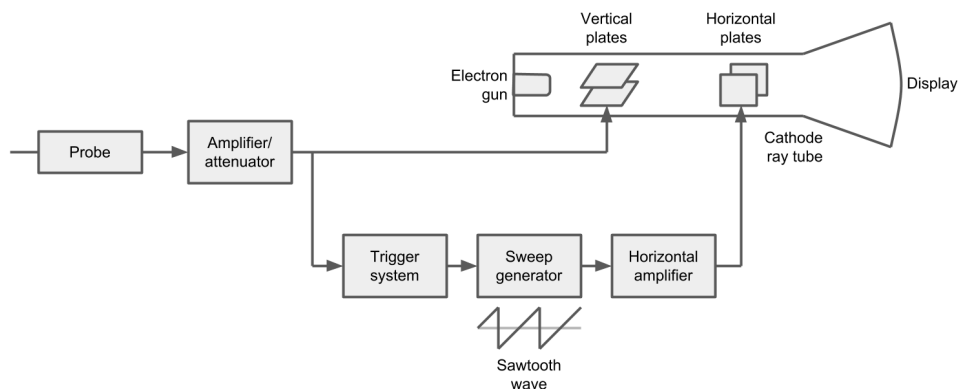 Vertical
plates
Horizontal
plates
Electron
gun
Display
Cathode
ray tube
Probe
Amplifier/
attenuator
Trigger
system
Sweep
generator
Horizontal
amplifier
Sawtooth
wave